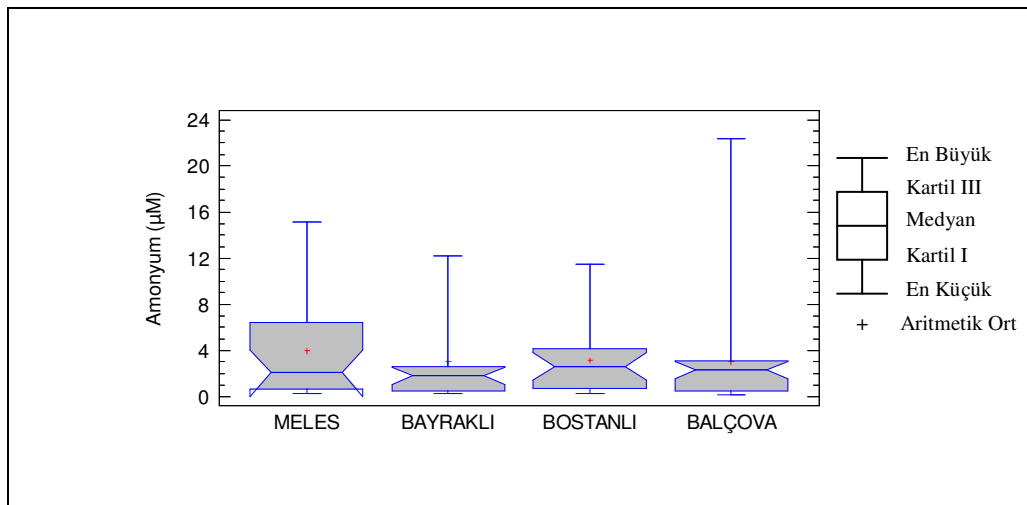 Amonyum (µM)
24
20
16
12
8
4
0
MELES BAYRAKLI BOSTANLI BALÇOVA
En Büyük
Kartil III
Medyan
Kartil I
En Küçük
+ Aritmetik Ort